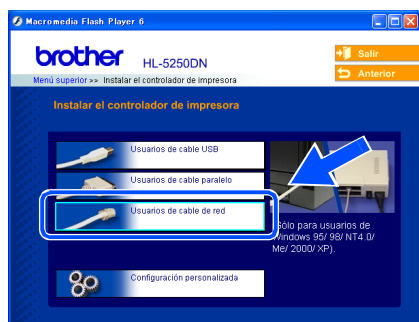 Macromedia Flash Player 6
brother HL-5250DN
Salir
Anterior
Menú superior >> Instalar el controlador de impresora
Instalar el controlador de impresora
Usuarios de cable USB
Usuarios de cable paralelo
Usuarios de cable de red
Configuración personalizada
Sólo para usuarios de
Windows 95/ 98/ NT4.0/
Me/ 2000/ XP).